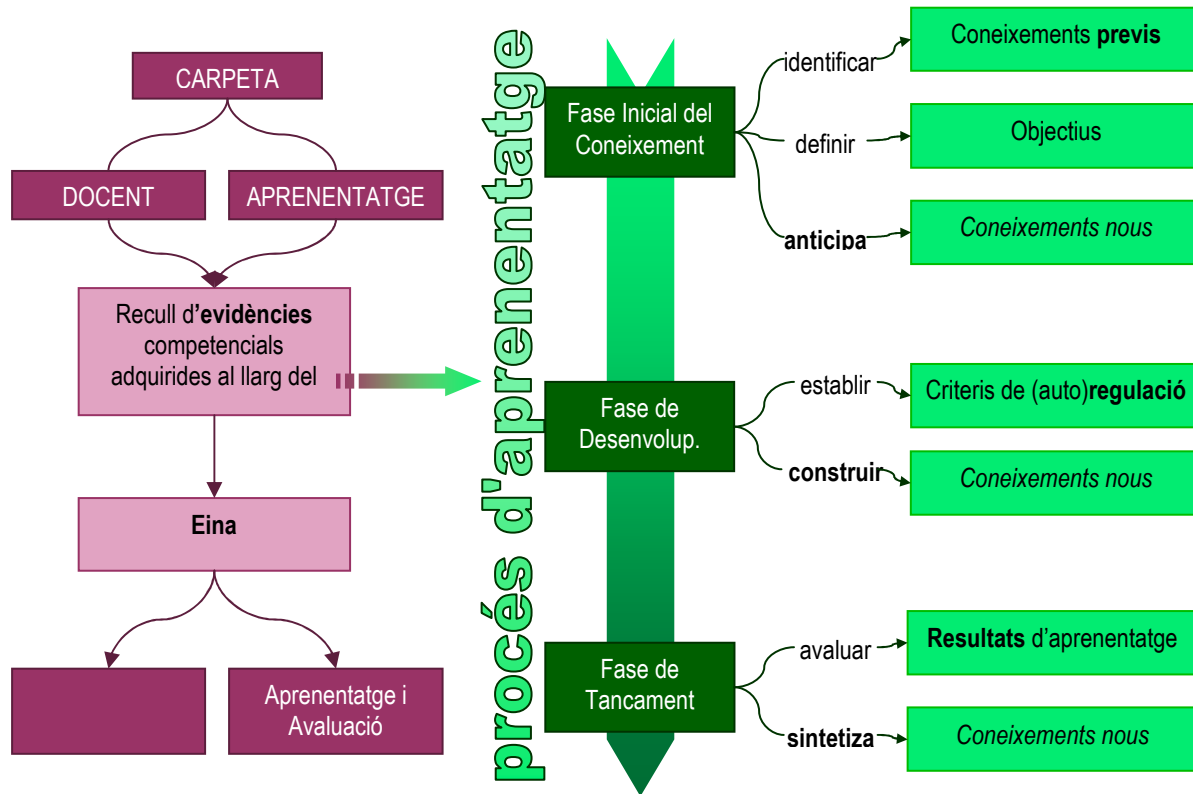 CARPETA
DOCENT
APRENENTATGE
Recull d'evidències
competencials
adquirides al llarg del
Eina
Aprenentatge i
Avaluació
procés d'aprenentatge
Fase Inicial del
Coneixement
identificar
Coneixements previs
definir
Objectius
anticipa
Coneixements nous
Fase de
Desenvolup.
establir
Criteris de (auto)regulació
construir
Coneixements nous
Fase de
Tancament
avaluar
Resultats d'aprenentatge
sintetiza
Coneixements nous